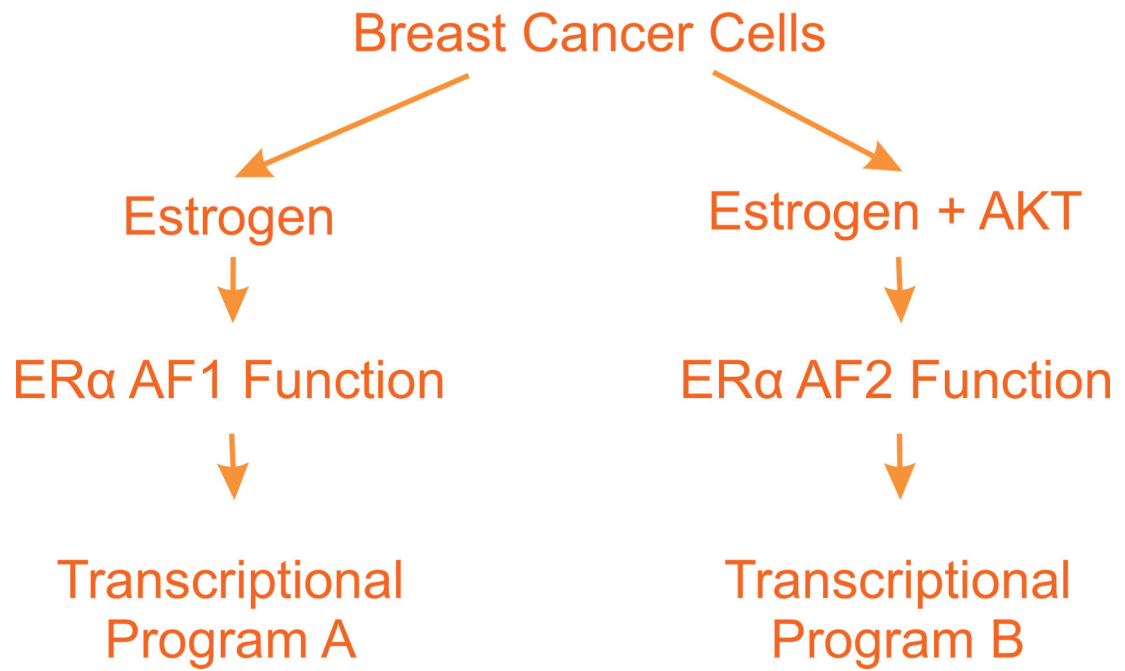 Breast Cancer Cells
Estrogen
Estrogen + AKT
ERα AF1 Function
ERα AF2 Function
Transcriptional
Program A
Transcriptional
Program B